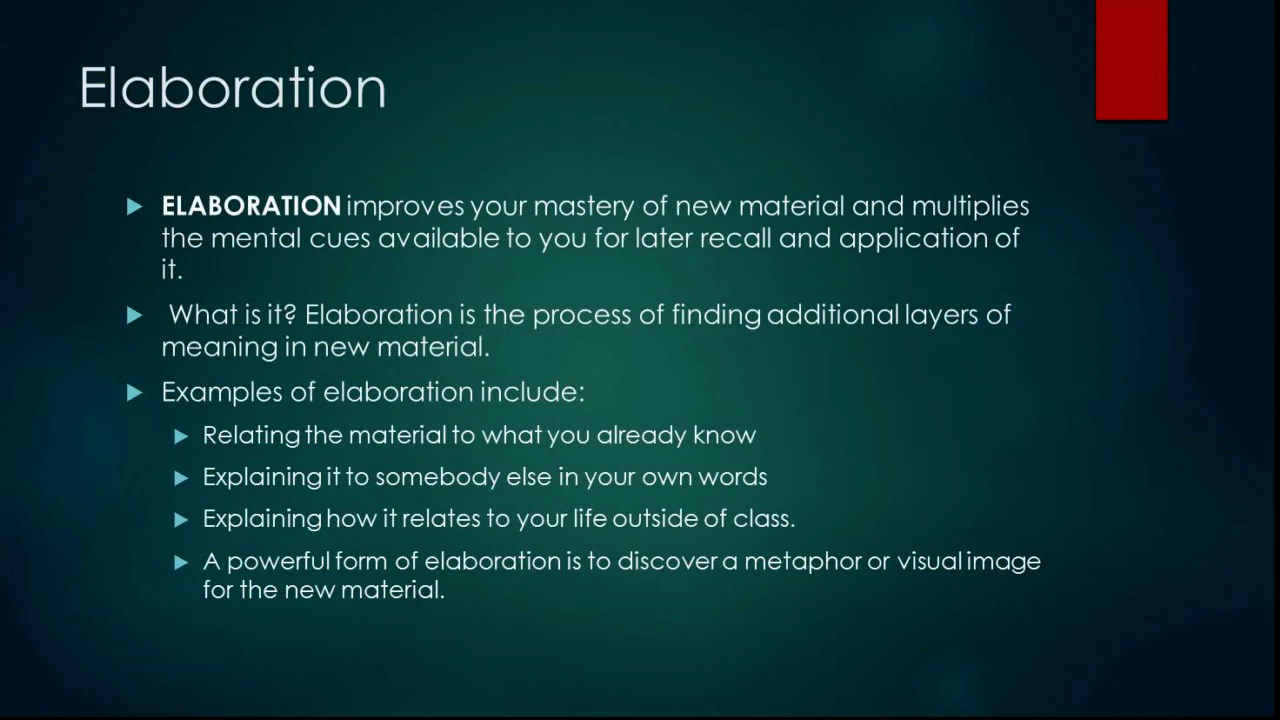 Elaboration
ELABORATION improves your mastery of new material and multiplies
the mental cues available to you for later recall and application of
it.
What is it? Elaboration is the process of finding additional layers of
meaning in new material.
Examples of elaboration include:
Relating the material to what you already know
Explaining it to somebody else in your own words
Explaining how it relates to your life outside of class.
A powerful form of elaboration is to discover a metaphor or visual image
for the new material.